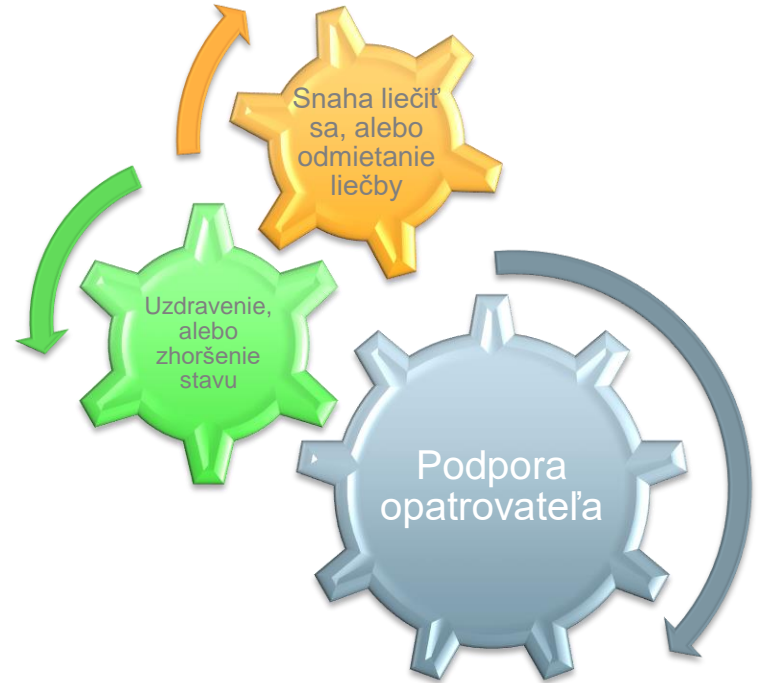 Snaha liečiť
sa, alebo
odmietanie
liečby
Uzdravenie,
alebo
zhoršenie
stavu
Podpora
opatrovateľa